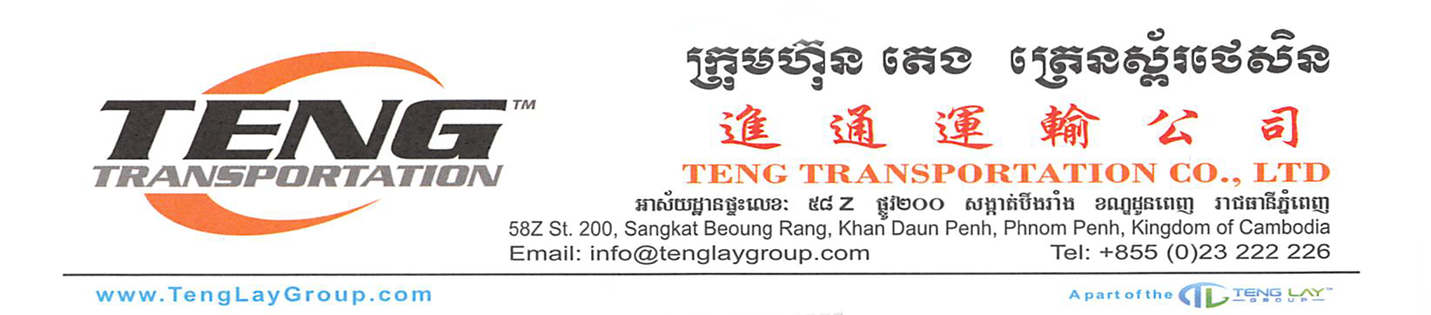 TENG™
TRANSPORTATION
ក្រុមហ៊ុន តេង ត្រេនស្ព័រថេសិន
進通運輸公司
TENG TRANSPORTATION CO., LTD
អាស័យដ្ឋានផ្ទះលេខៈ ៥៨ Z ផ្លូវ២០០ សង្កាត់បឹងរាំង ខណ្ឌដូនពេញ រាជធានីភ្នំពេញ
58Z St. 200, Sangkat Beoung Rang, Khan Daun Penh, Phnom Penh, Kingdom of Cambodia
Email: info@tenglaygroup.com Tel: +855 (0)23 222 226
www.TengLayGroup.com A part of the TL TENG LAY™
GROUP